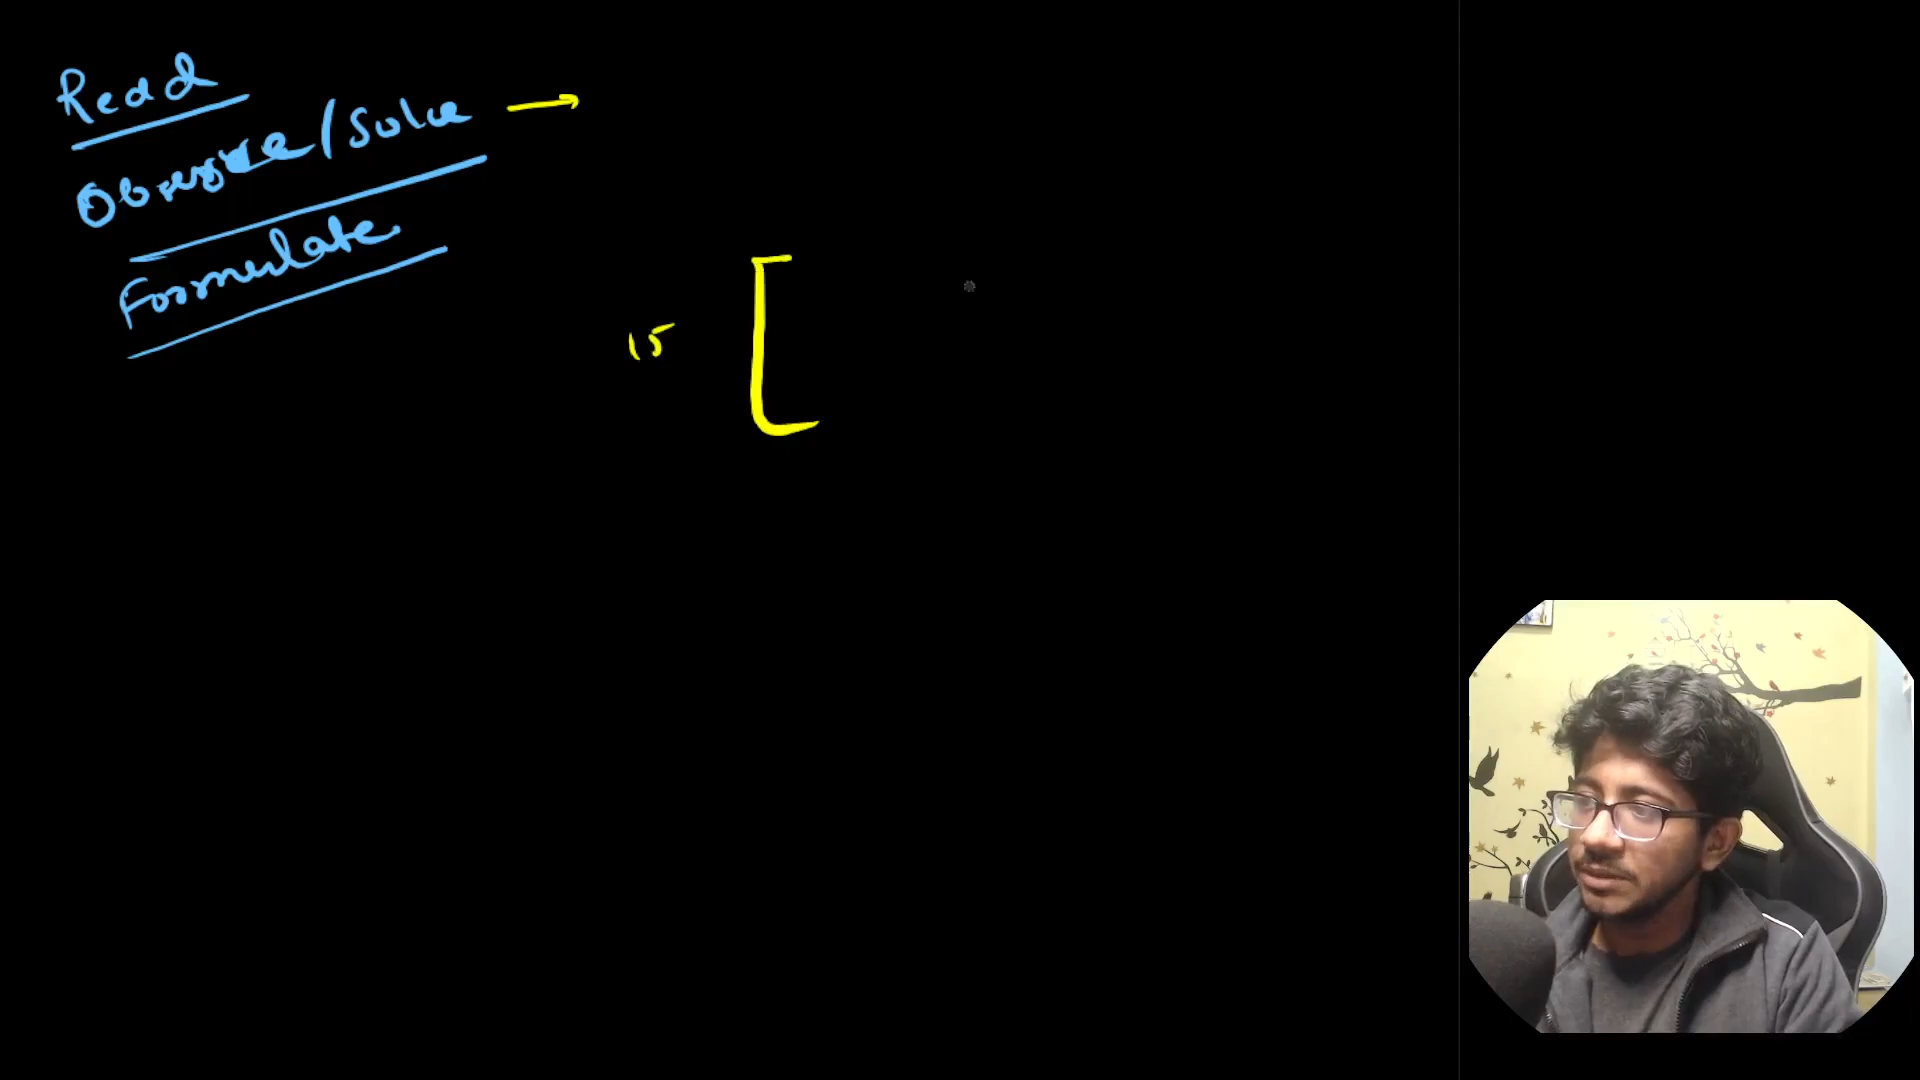 Read
Observe/Solve →
Formulate
15 [